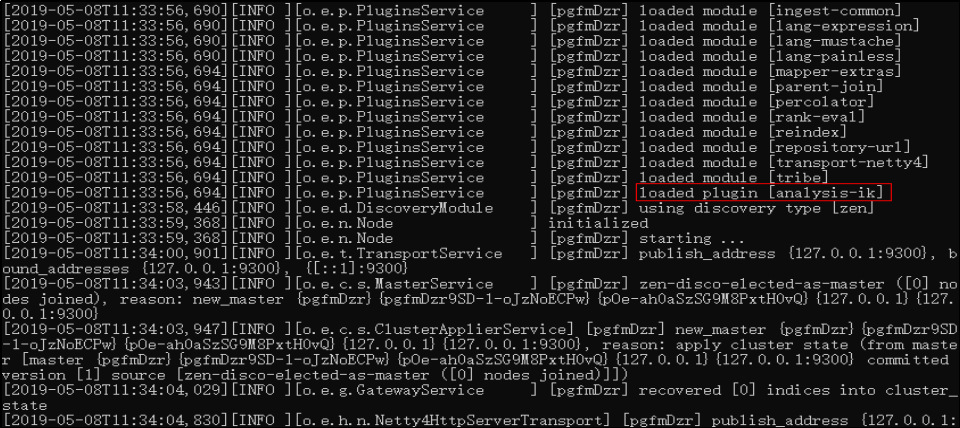 [2019-05-08T11:33:56,690][INFO ][o.e.p.PluginsService     ] [pgfmDzr] loaded module [ingest-common]
[2019-05-08T11:33:56,690][INFO ][o.e.p.PluginsService     ] [pgfmDzr] loaded module [lang-expression]
[2019-05-08T11:33:56,690][INFO ][o.e.p.PluginsService     ] [pgfmDzr] loaded module [lang-mustache]
[2019-05-08T11:33:56,690][INFO ][o.e.p.PluginsService     ] [pgfmDzr] loaded module [lang-painless]
[2019-05-08T11:33:56,694][INFO ][o.e.p.PluginsService     ] [pgfmDzr] loaded module [mapper-extras]
[2019-05-08T11:33:56,694][INFO ][o.e.p.PluginsService     ] [pgfmDzr] loaded module [parent-join]
[2019-05-08T11:33:56,694][INFO ][o.e.p.PluginsService     ] [pgfmDzr] loaded module [percolator]
[2019-05-08T11:33:56,694][INFO ][o.e.p.PluginsService     ] [pgfmDzr] loaded module [rank-eval]
[2019-05-08T11:33:56,694][INFO ][o.e.p.PluginsService     ] [pgfmDzr] loaded module [reindex]
[2019-05-08T11:33:56,694][INFO ][o.e.p.PluginsService     ] [pgfmDzr] loaded module [repository-url]
[2019-05-08T11:33:56,694][INFO ][o.e.p.PluginsService     ] [pgfmDzr] loaded module [transport-netty4]
[2019-05-08T11:33:56,694][INFO ][o.e.p.PluginsService     ] [pgfmDzr] loaded module [tribe]
[2019-05-08T11:33:56,694][INFO ][o.e.p.PluginsService     ] [pgfmDzr] loaded plugin [analysis-ik]
[2019-05-08T11:33:58,446][INFO ][o.e.d.DiscoveryModule    ] [pgfmDzr] using discovery type [zen]
[2019-05-08T11:33:59,368][INFO ][o.e.n.Node               ] initialized
[2019-05-08T11:33:59,368][INFO ][o.e.n.Node               ] [pgfmDzr] starting ...
[2019-05-08T11:34:00,901][INFO ][o.e.t.TransportService   ] [pgfmDzr] publish_address {127.0.0.1:9300}, b
ound_addresses {127.0.0.1:9300}, {[::1]:9300}
[2019-05-08T11:34:03,943][INFO ][o.e.c.s.MasterService    ] [pgfmDzr] zen-disco-elected-as-master ([0] no
des joined), reason: new_master {pgfmDzr}{pgfmDzr9SD-1-oJzNoECPw}{pOe-ah0aSzSG9M8PxtH0vQ}{127.0.0.1}{127.
0.0.1:9300}
[2019-05-08T11:34:03,947][INFO ][o.e.c.s.ClusterApplierService] [pgfmDzr] new_master {pgfmDzr}{pgfmDzr9SD
-1-oJzNoECPw}{pOe-ah0aSzSG9M8PxtH0vQ}{127.0.0.1}{127.0.0.1:9300}, reason: apply cluster state (from maste
r [master {pgfmDzr}{pgfmDzr9SD-1-oJzNoECPw}{pOe-ah0aSzSG9M8PxtH0vQ}{127.0.0.1}{127.0.0.1:9300} committed
version [1] source [zen-disco-elected-as-master ([0] nodes joined)]])
[2019-05-08T11:34:04,029][INFO ][o.e.g.GatewayService     ] [pgfmDzr] recovered [0] indices into cluster_
state
[2019-05-08T11:34:04,830][INFO ][o.e.h.n.Netty4HttpServerTransport] [pgfmDzr] publish_address {127.0.0.1: